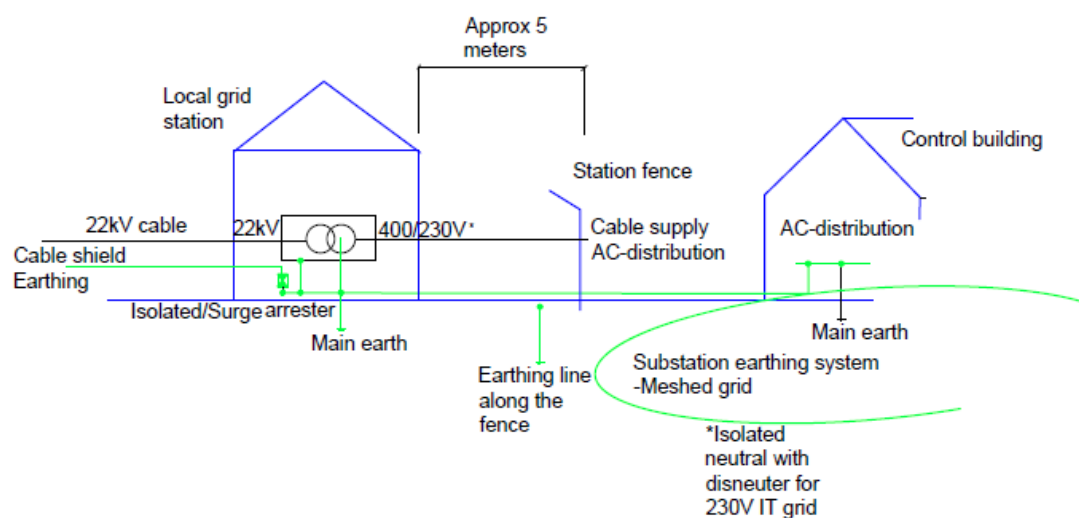 Approx 5
meters
Local grid
station
Control building
Station fence
22kV cable
22kV
400/230V*
Cable supply
AC-distribution
AC-distribution
Cable shield
Earthing
Isolated/Surge arrester
Main earth
Main earth
Earthing line
along the
fence
Substation earthing system
-Meshed grid
*Isolated
neutral with
disneuter for
230V IT grid